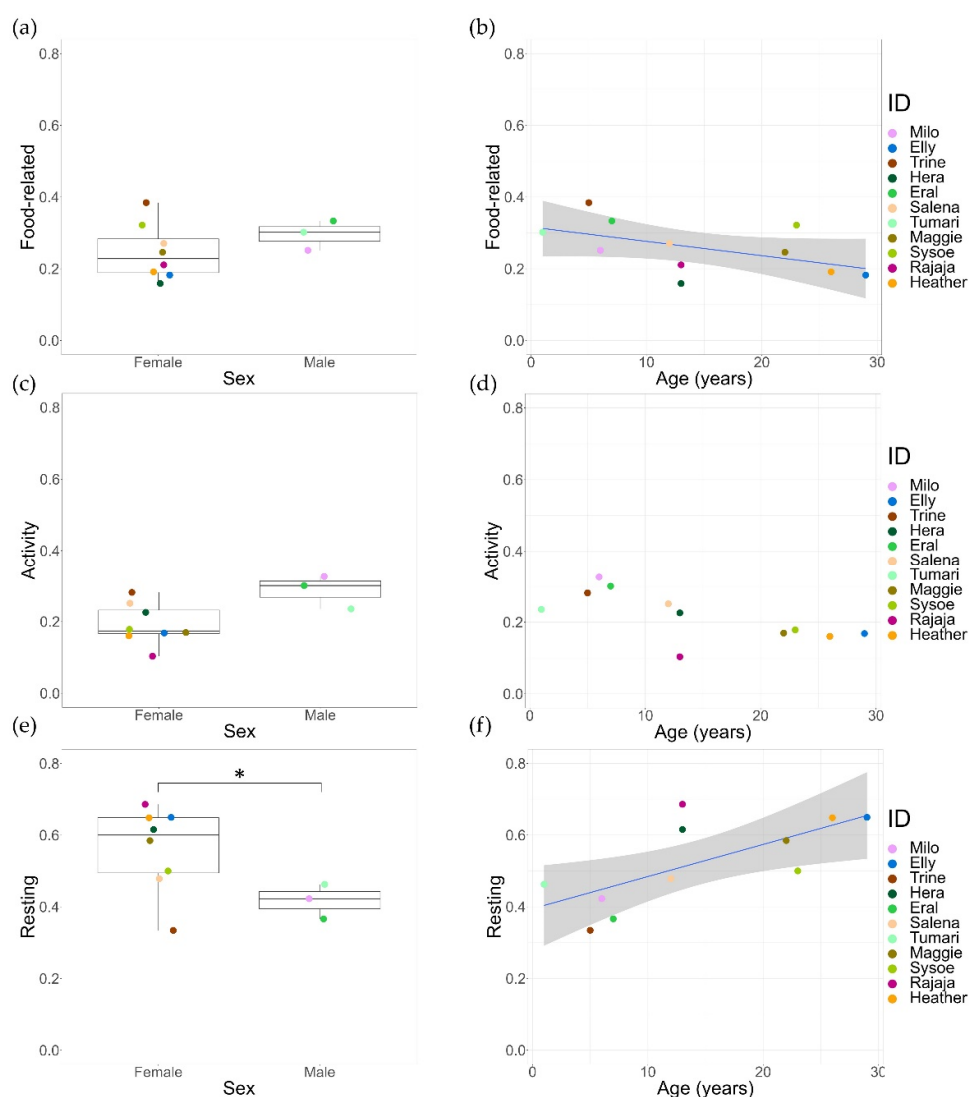 (a)
0.8
0.6
0.4
0.2
0.0
Food-related
Female
Male
Sex
(b)
0.8
0.6
0.4
0.2
0.0
Food-related
0
10
20
30
Age (years)
ID
Milo
Elly
Trine
Hera
Eral
Salena
Tumari
Maggie
Sysoe
Rajaja
Heather
(c)
0.8
0.6
0.4
0.2
0.0
Activity
Female
Male
Sex
(d)
0.8
0.6
0.4
0.2
0.0
Activity
0
10
20
30
Age (years)
ID
Milo
Elly
Trine
Hera
Eral
Salena
Tumari
Maggie
Sysoe
Rajaja
Heather
(e)
0.8
0.6
0.4
0.2
0.0
Resting
*
Female
Male
Sex
(f)
0.8
0.6
0.4
0.2
0.0
Resting
0
10
20
30
Age (years)
ID
Milo
Elly
Trine
Hera
Eral
Salena
Tumari
Maggie
Sysoe
Rajaja
Heather